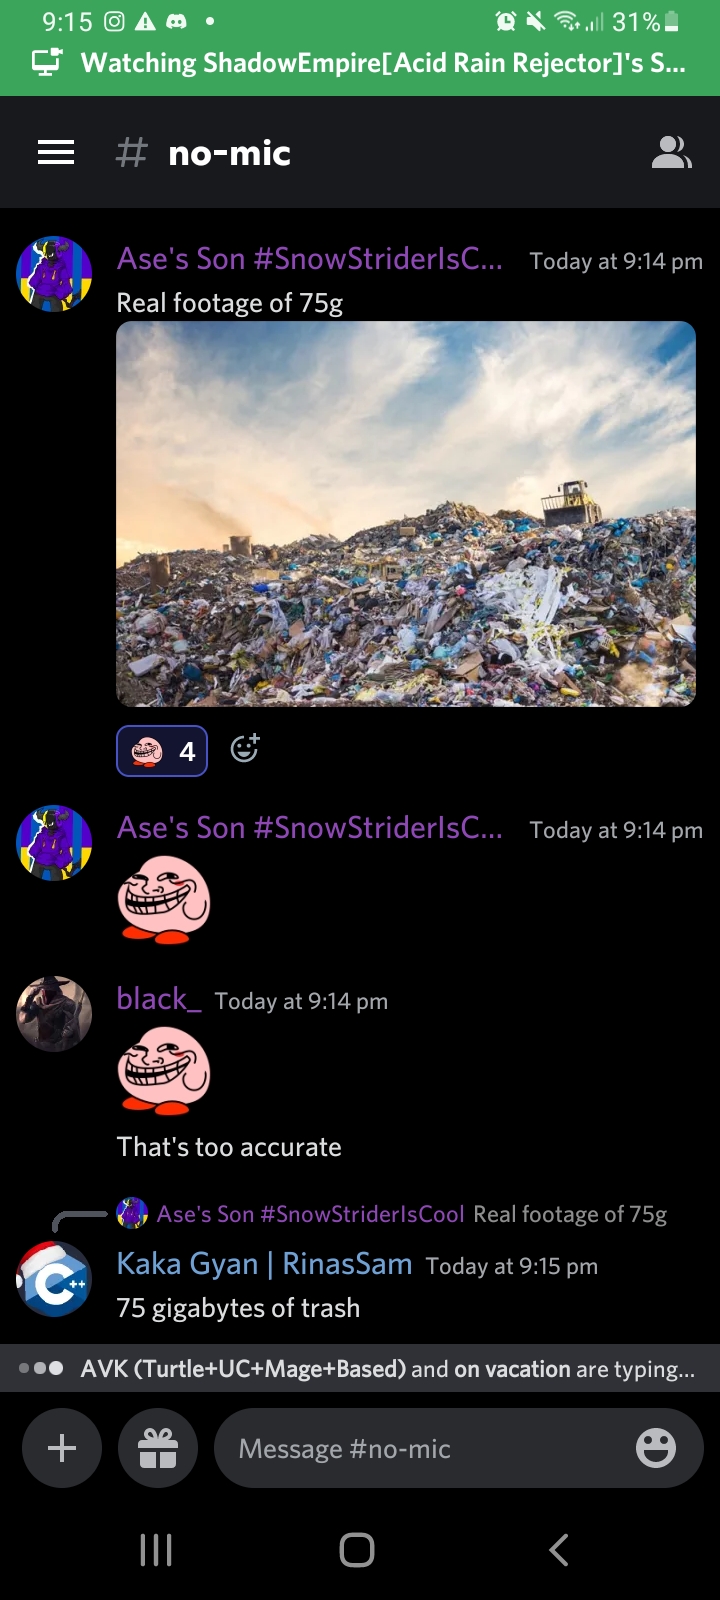 9:15
31%
Watching ShadowEmpire[Acid Rain Rejector]'s S...
# no-mic
Ase's Son #SnowStriderIsC... Today at 9:14 pm
Real footage of 75g
4
Ase's Son #SnowStriderIsC... Today at 9:14 pm
black_ Today at 9:14 pm
That's too accurate
Ase's Son #SnowStriderIsCool Real footage of 75g
Kaka Gyan | RinasSam Today at 9:15 pm
C++
75 gigabytes of trash
AVK (Turtle+UC+Mage+Based) and on vacation are typing...
Message #no-mic